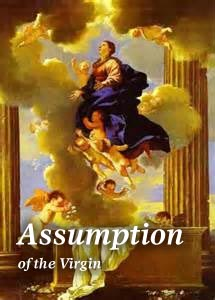 Assumption
of the Virgin